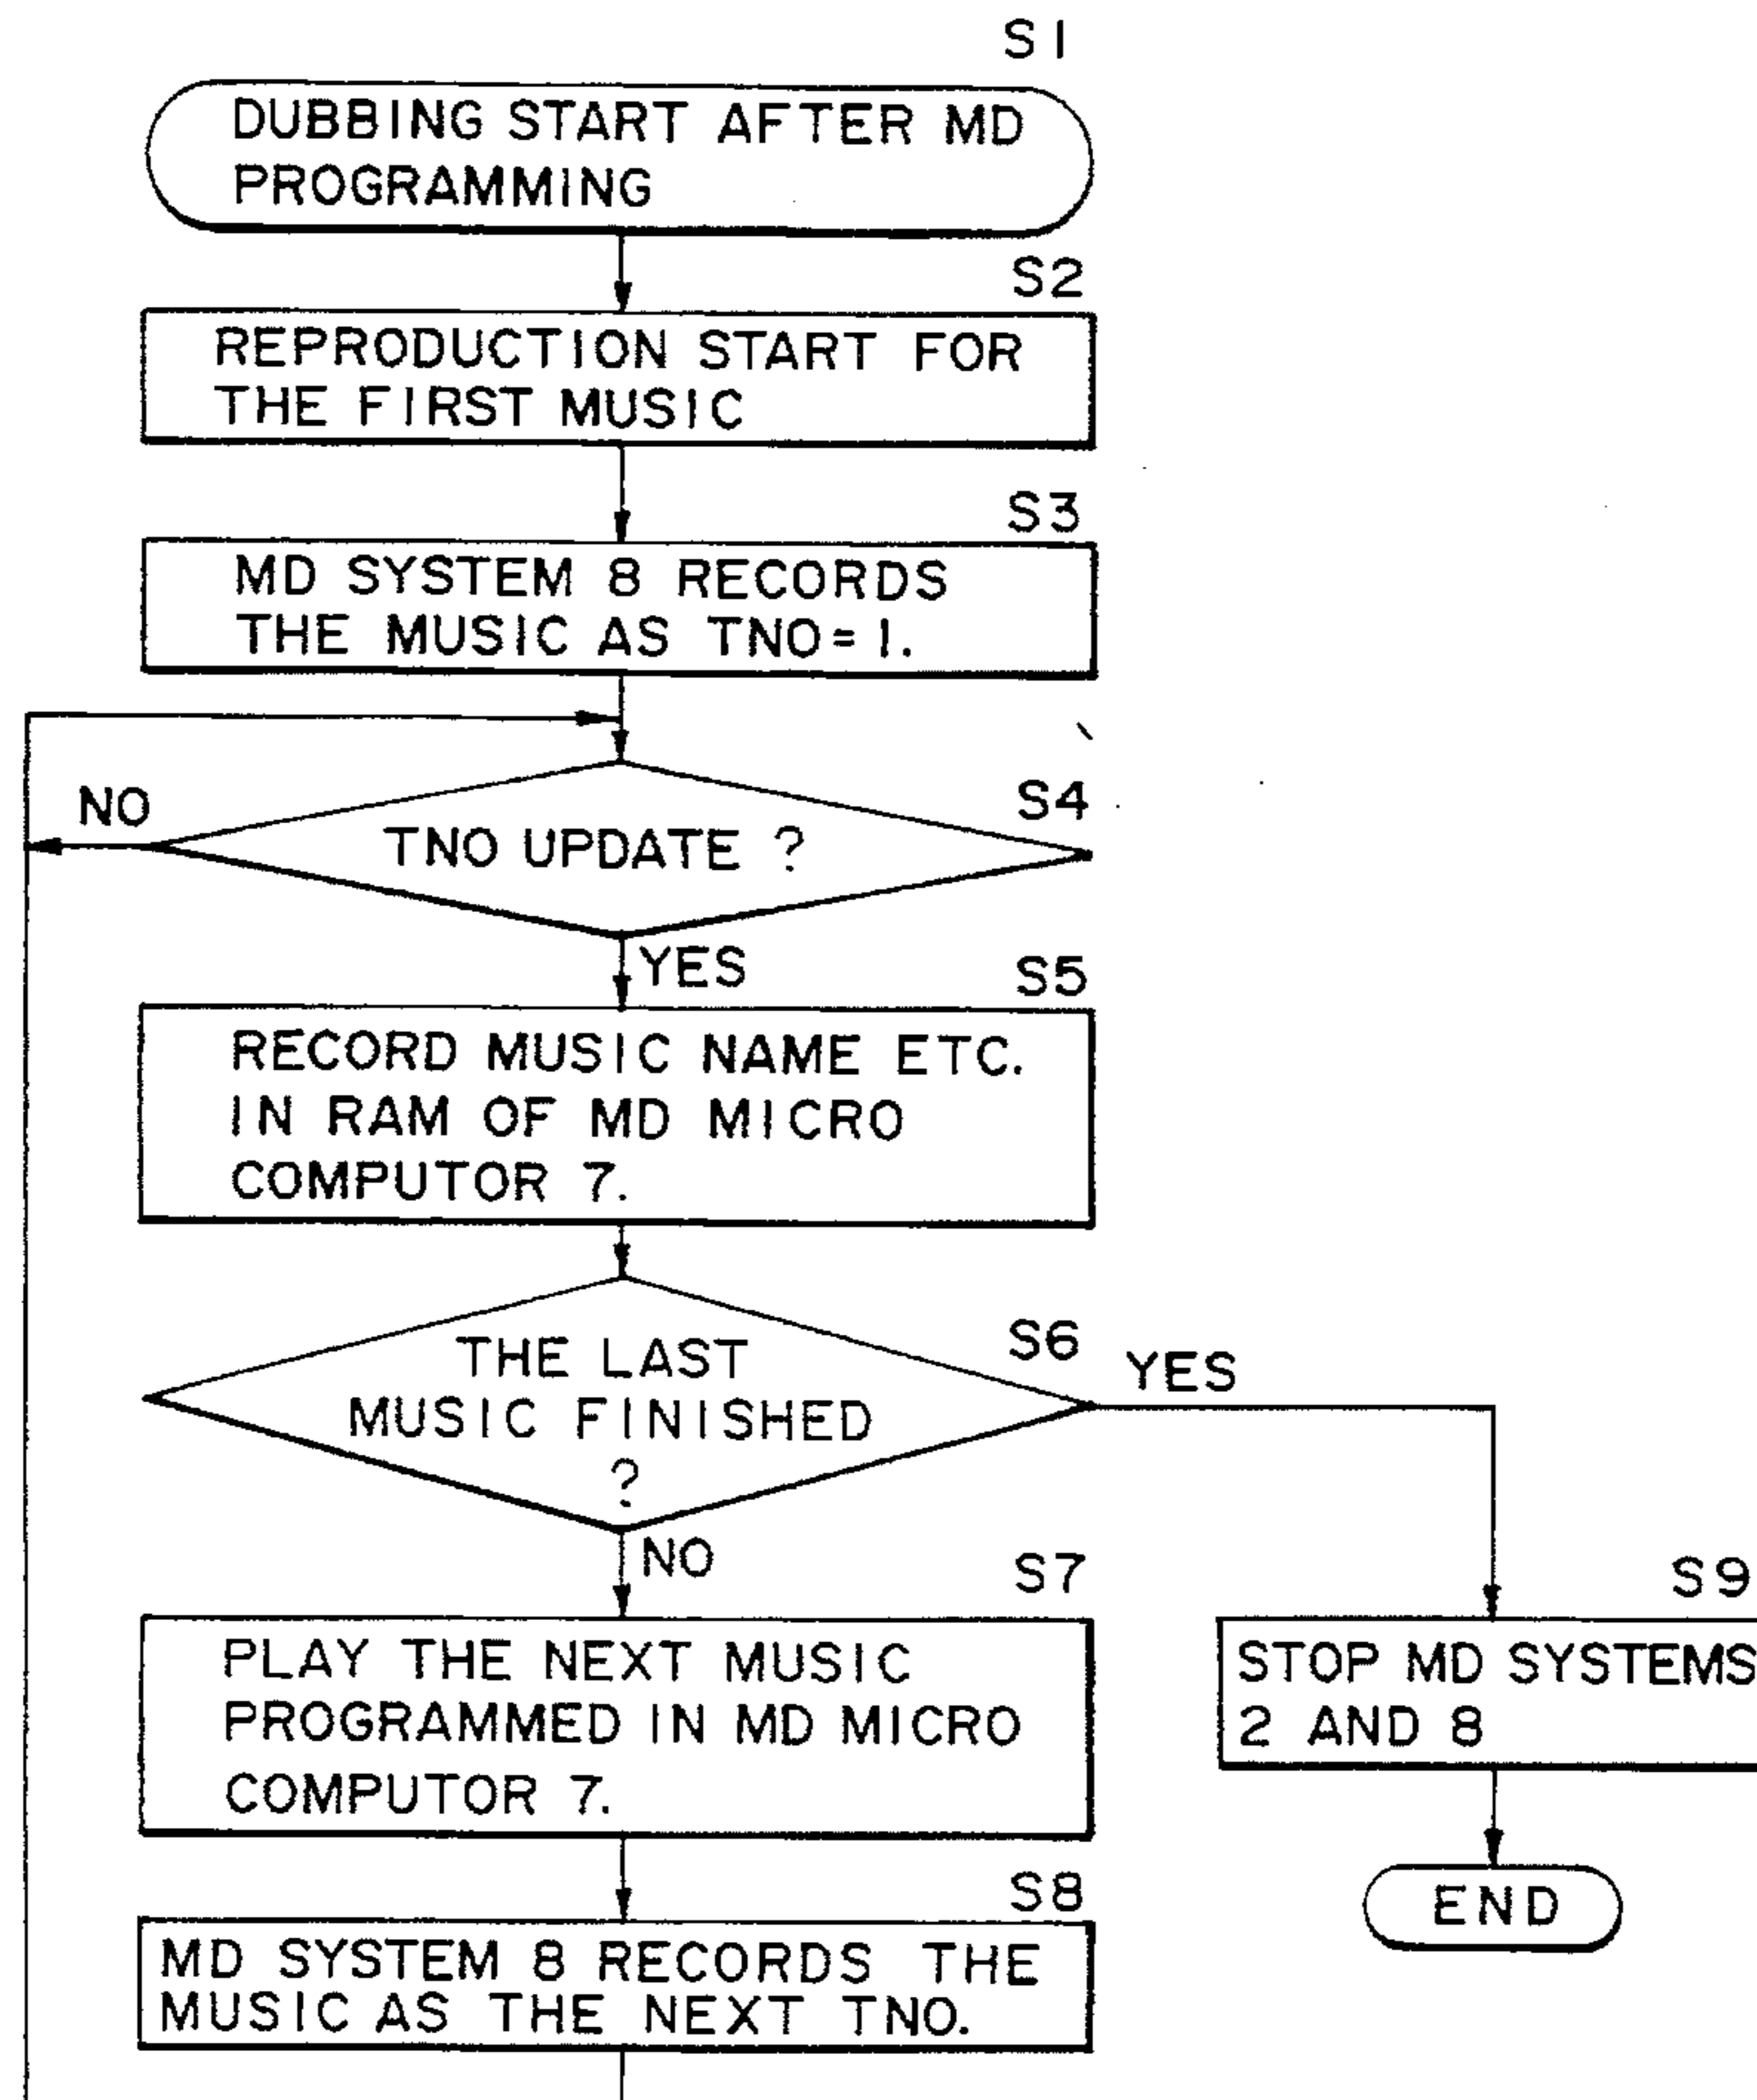 S1
DUBBING START AFTER MD
PROGRAMMING
S2
REPRODUCTION START FOR
THE FIRST MUSIC
S3
MD SYSTEM 8 RECORDS
THE MUSIC AS TNO=1.
S4
NO
TNO UPDATE ?
YES
S5
RECORD MUSIC NAME ETC.
IN RAM OF MD MICRO
COMPUTOR 7.
S6
YES
THE LAST
MUSIC FINISHED
?
NO
S7
PLAY THE NEXT MUSIC
PROGRAMMED IN MD MICRO
COMPUTOR 7.
S9
STOP MD SYSTEMS
2 AND 8
S8
MD SYSTEM 8 RECORDS THE
MUSIC AS THE NEXT TNO.
END